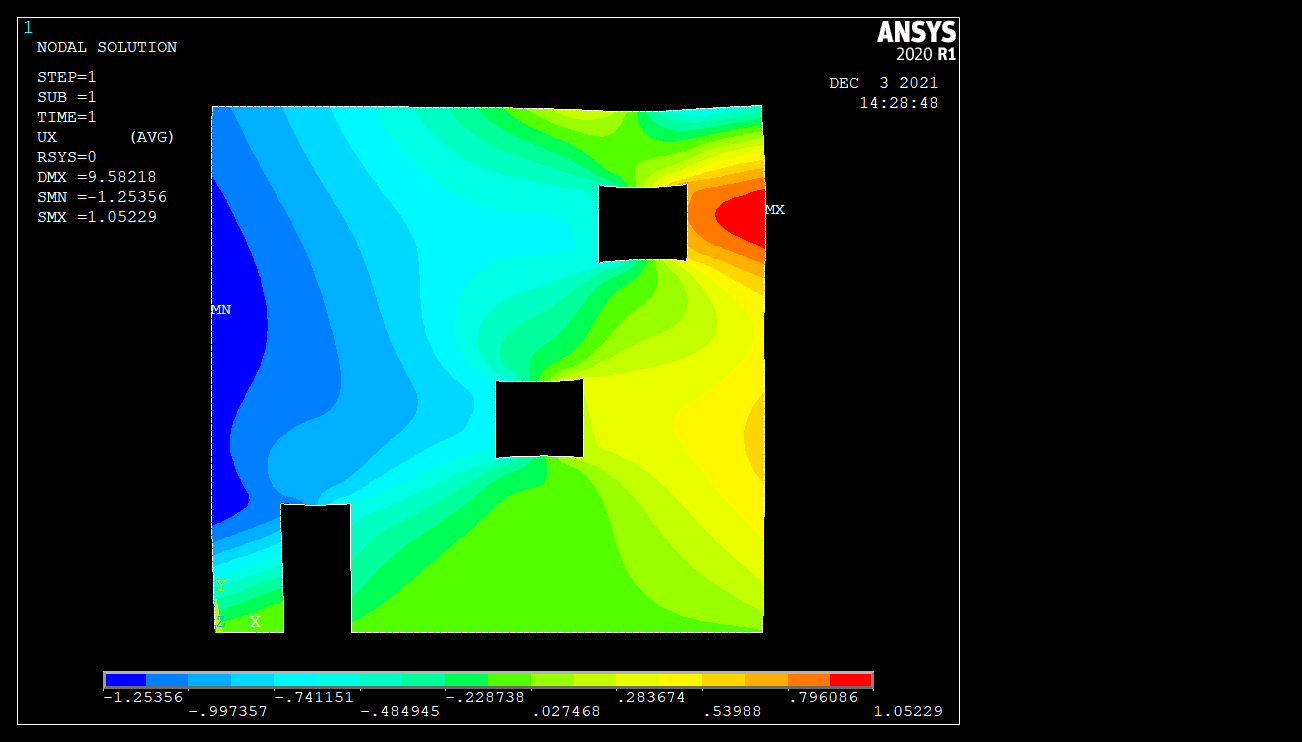 1
NODAL SOLUTION
STEP=1
SUB =1
TIME=1
UX (AVG)
RSYS=0
DMX =9.58218
SMN =-1.25356
SMX =1.05229
ANSYS
2020 R1
DEC 3 2021
14:28:48
MX
MN
Y
Z X
-1.25356 -.741151 -.228738 .283674 .796086
-.997357 -.484945 .027468 .53988 1.05229